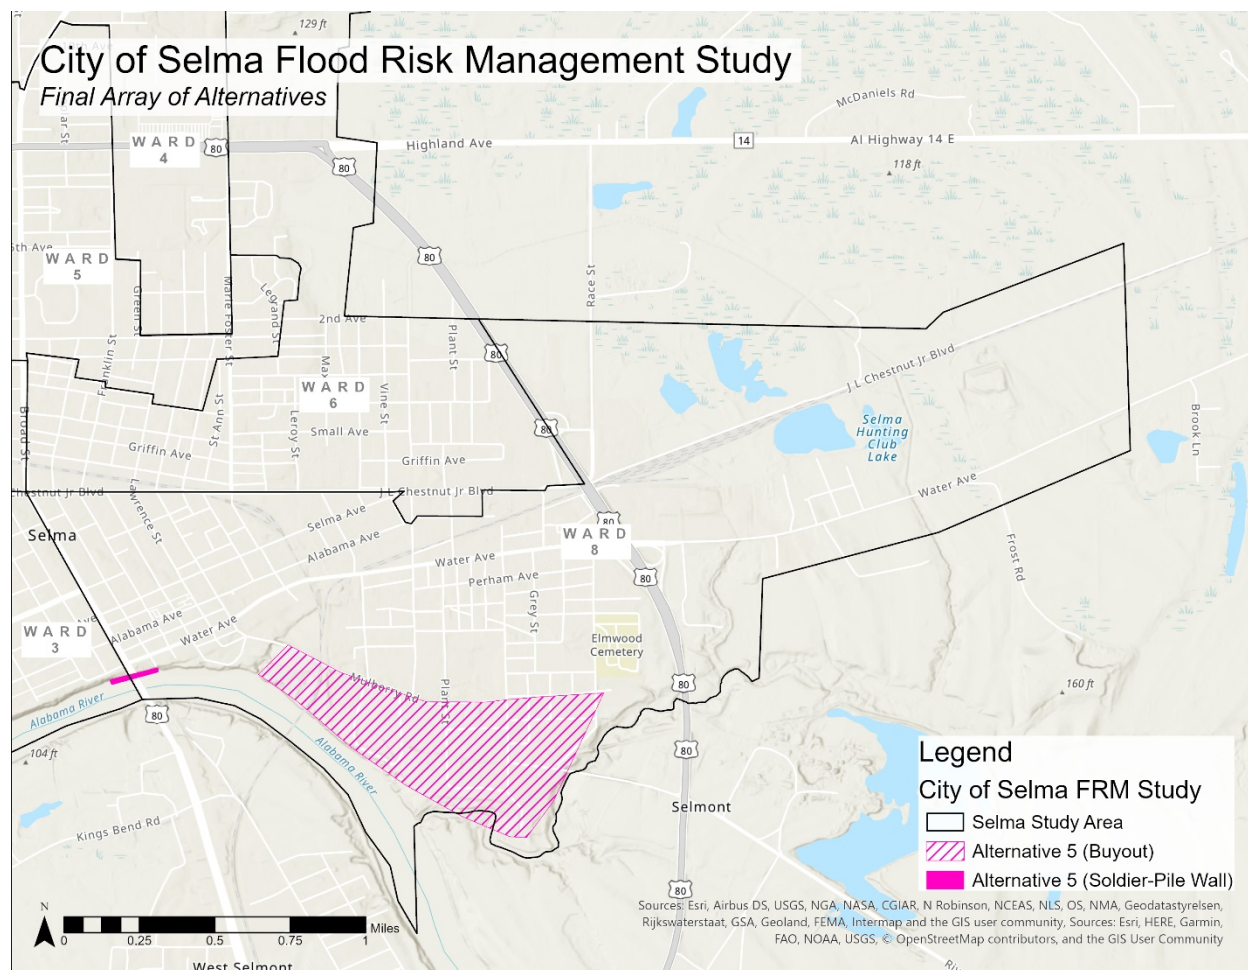 129 ft
City of Selma Flood Risk Management Study
Final Array of Alternatives
McDaniels Rd
WARD
4
80
Highland Ave
14
Al Highway 14 E
80
118 ft
WARD
5
80
Green St
Marie Foster St
Race St
2nd Ave
Franklin St
Plant St
80
J L Chestnut Jr Blvd
WARD
6
Vine St
Broad St
St Ann St
Leroy St
Small Ave
80
Selma
Hunting
Club
Lake
Brook Ln
Griffin Ave
Griffin Ave
Chestnut Jr Blvd
J L Chestnut Jr Blvd
Water Ave
Lawrence St
Selma Ave
80
Selma
Alabama Ave
WARD
8
Water Ave
Frost Rd
Perham Ave
80
Grey St
Alabama Ave
Water Ave
WARD
3
Elmwood
Cemetery
Mulberry Rd
Plant St
80
160 ft
Alabama River
80
Alabama River
80
104 ft
Legend
City of Selma FRM Study
Selma Study Area
Alternative 5 (Buyout)
Alternative 5 (Soldier-Pile Wall)
Selmont
Kings Bend Rd
80
N
0 0.25 0.5 0.75 1 Miles
Sources: Esri, Airbus DS, USGS, NGA, NASA, CGIAR, N Robinson, NCEAS, NLS, OS, NMA, Geodatastyrelsen,
Rijkswaterstaat, GSA, Geoland, FEMA, Intermap and the GIS user community, Sources: Esri, HERE, Garmin,
FAO, NOAA, USGS, © OpenStreetMap contributors, and the GIS User Community
West Selmont